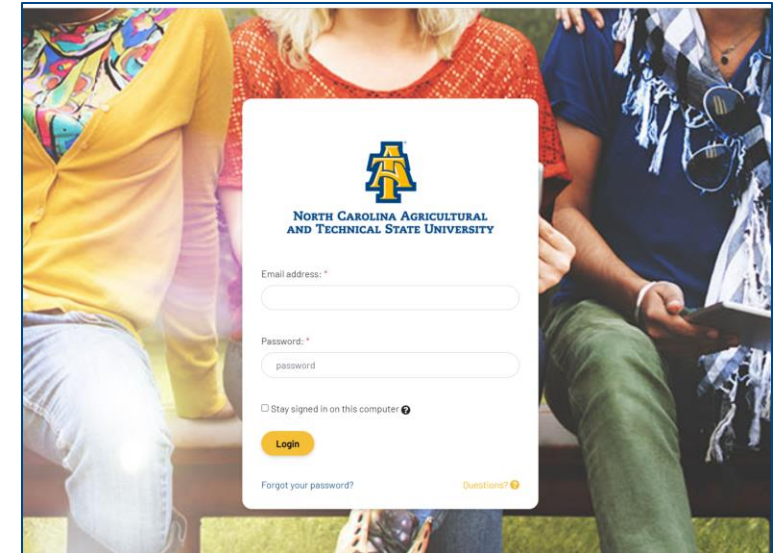 AT
NORTH CAROLINA AGRICULTURAL
AND TECHNICAL STATE UNIVERSITY
Email address: *
Password: *
password
Stay signed in on this computer ?
Login
Forgot your password? Questions? ?